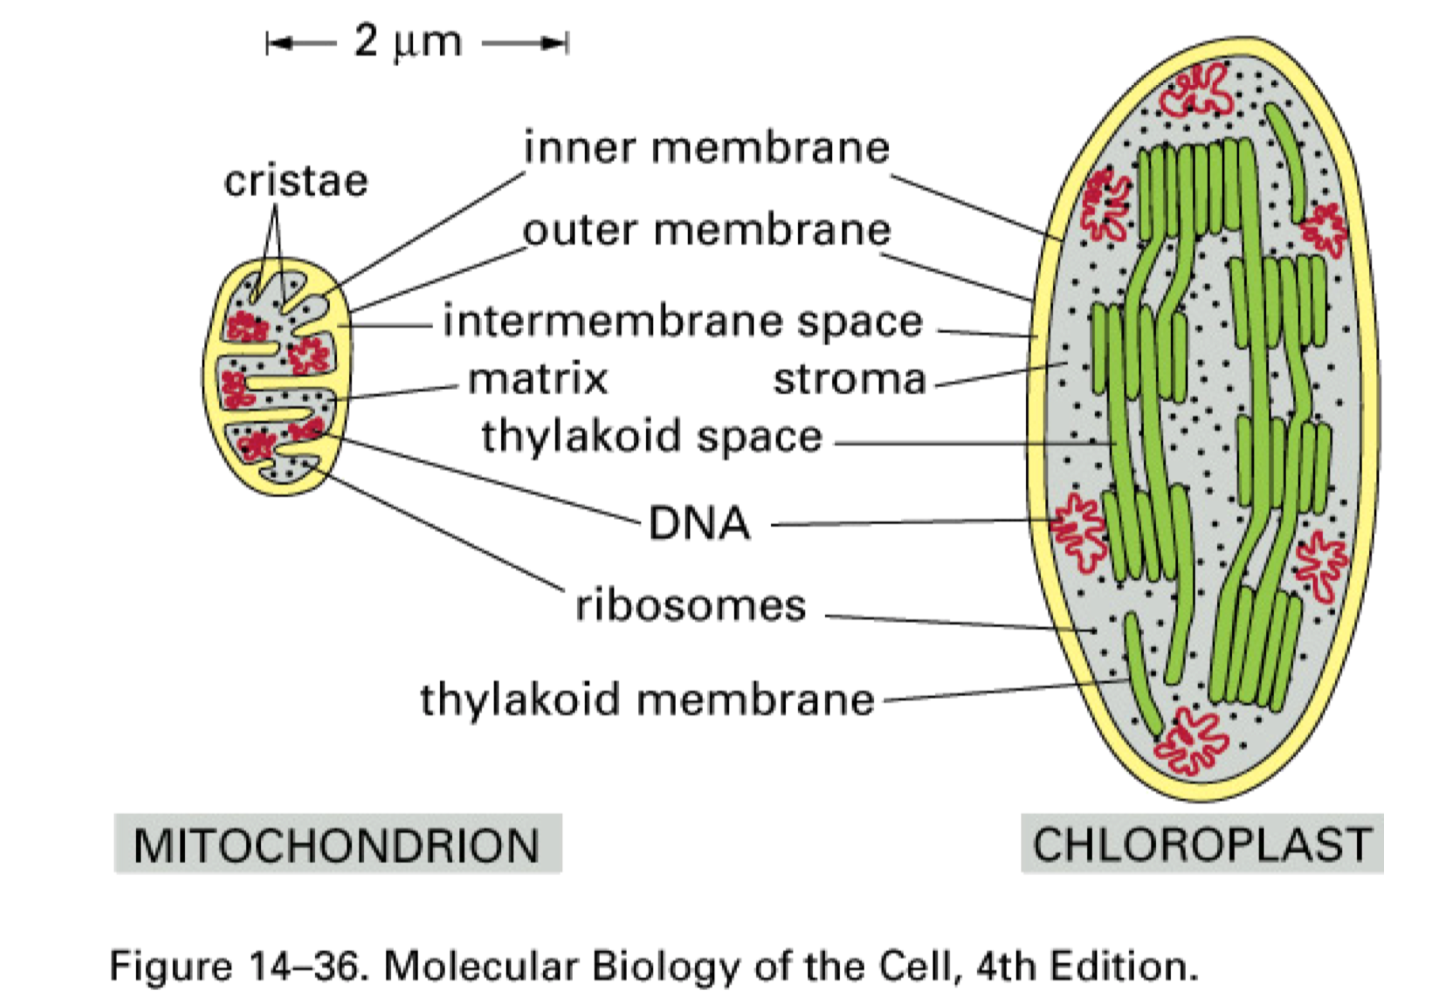 2 μm
inner membrane
cristae
outer membrane
intermembrane space
matrix
stroma
thylakoid space
DNA
ribosomes
thylakoid membrane
MITOCHONDRION
CHLOROPLAST
Figure 14–36. Molecular Biology of the Cell, 4th Edition.